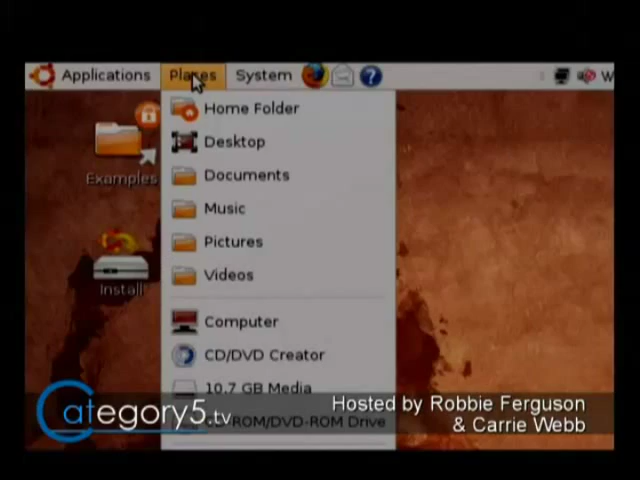 Applications Places System W
Examples
Install
Home Folder
Desktop
Documents
Music
Pictures
Videos
Computer
CD/DVD Creator
10.7 GB Media
CD-ROM/DVD-ROM Drive
Category5.tv
Hosted by Robbie Ferguson
& Carrie Webb